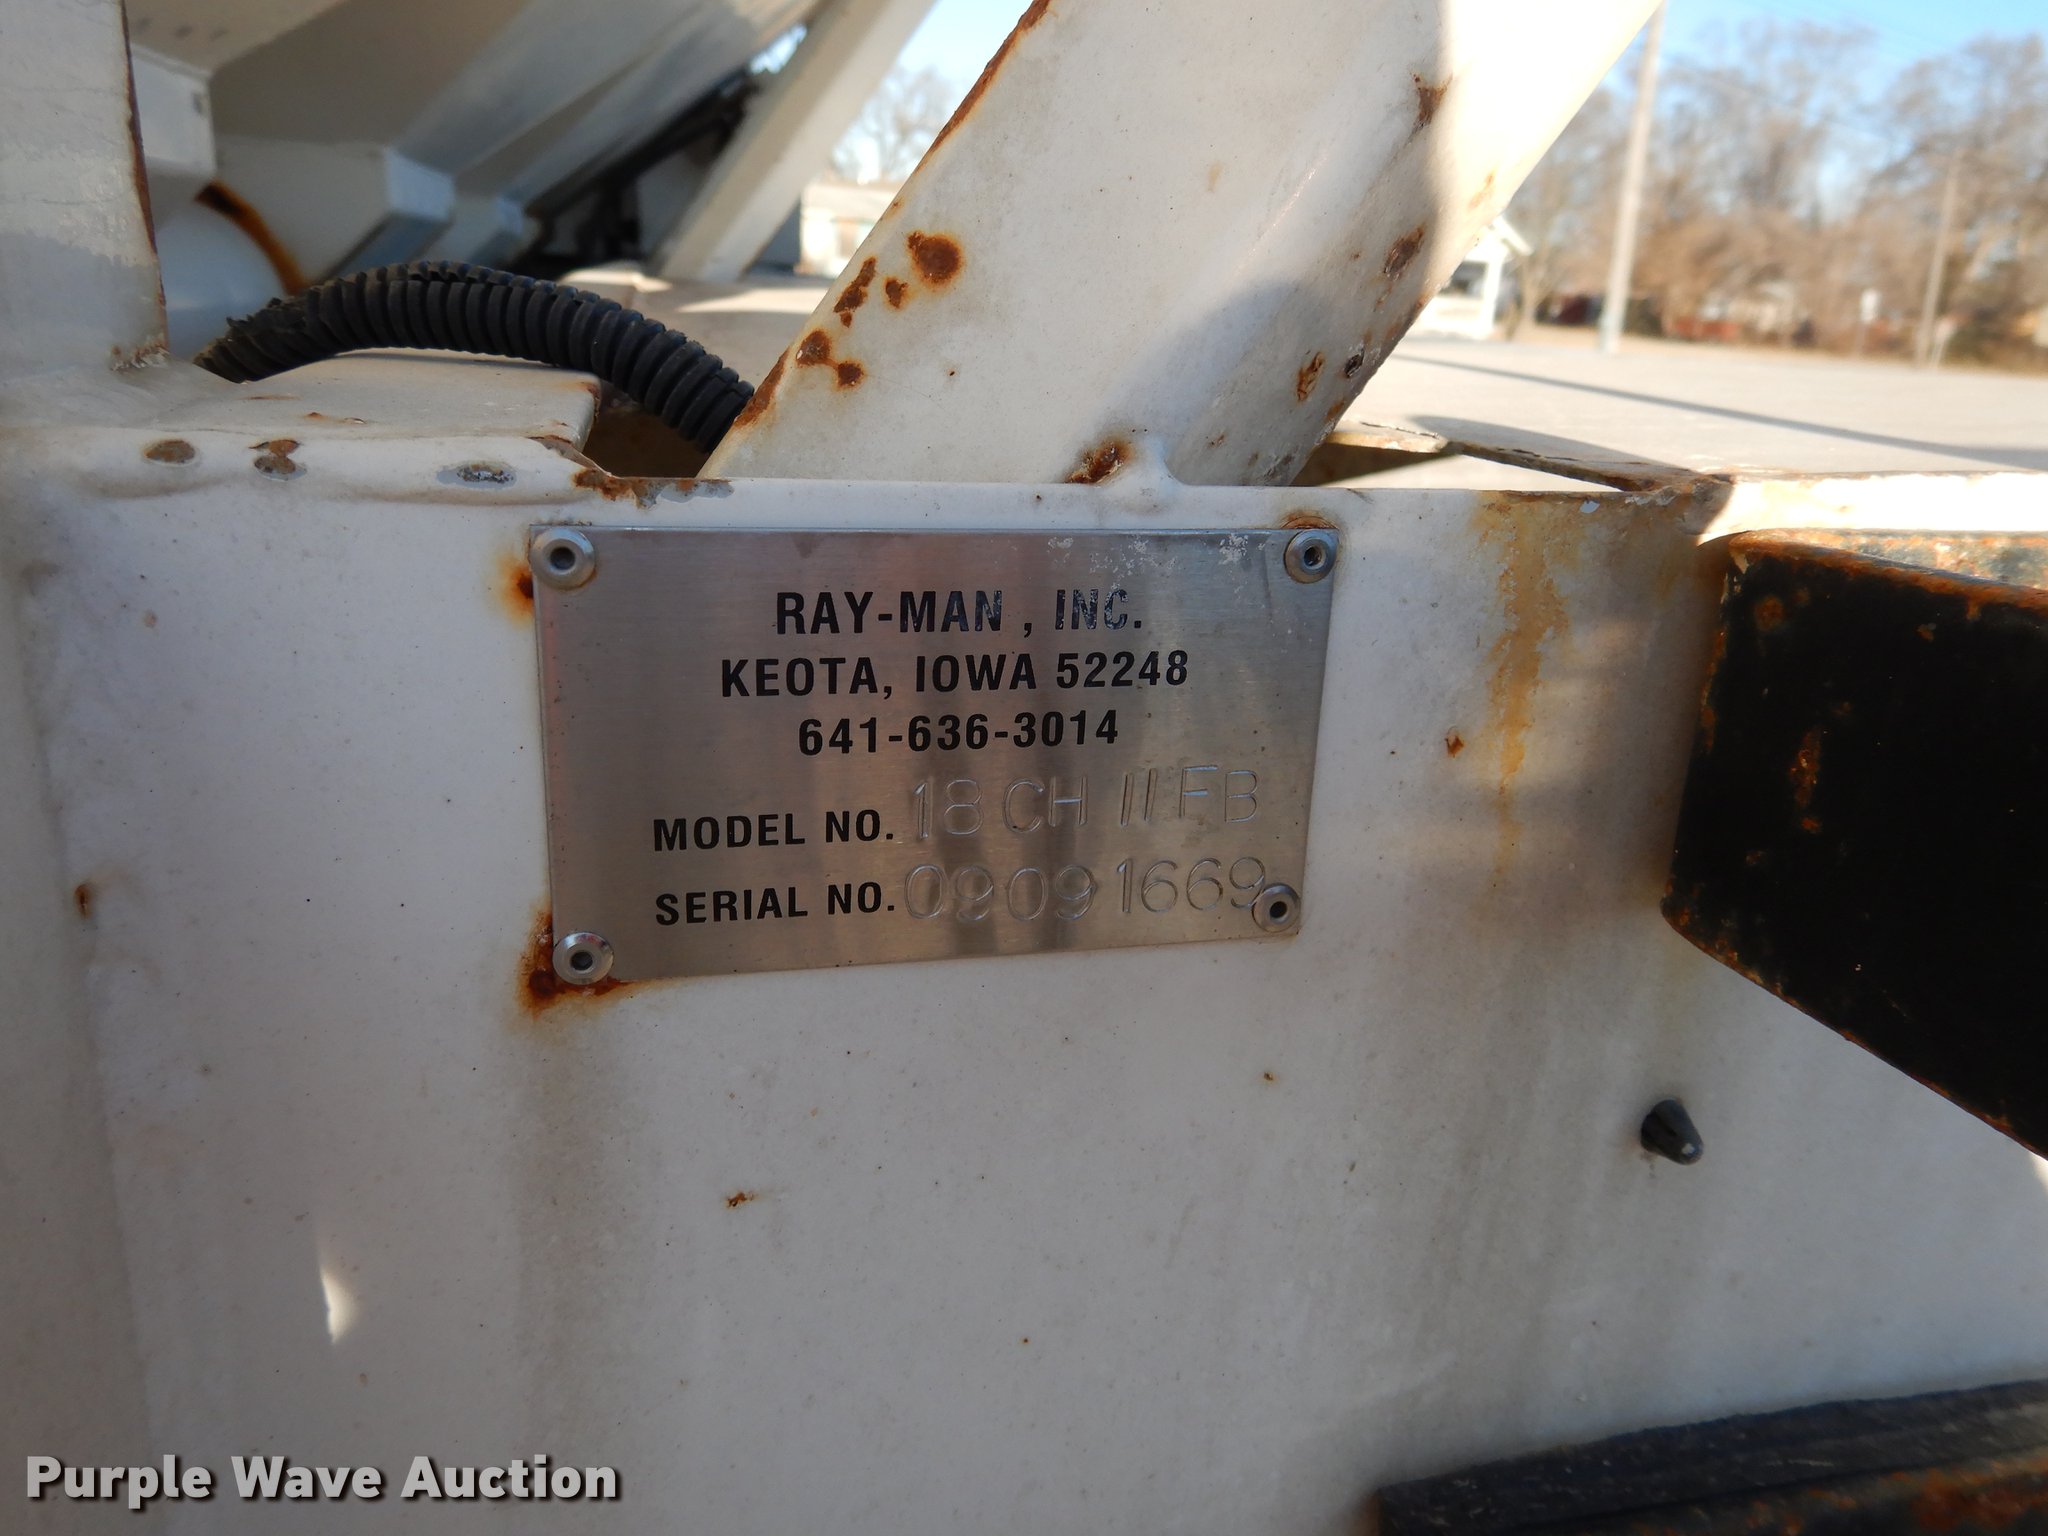 RAY-MAN , INC.
KEOTA, IOWA 52248
641-636-3014
MODEL NO. 18 CH 11 FB
SERIAL NO. 09091669
Purple Wave Auction